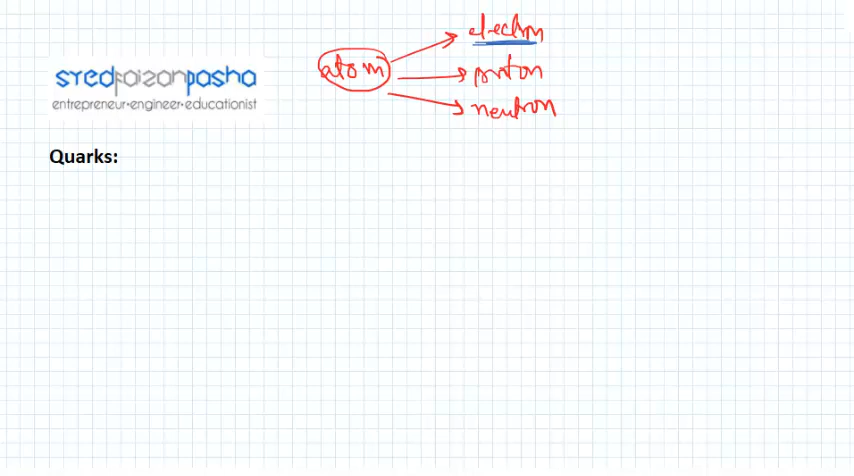 electron
atom
proton
neutron
syedfaizanpasha
entrepreneur•engineer•educationist
Quarks: